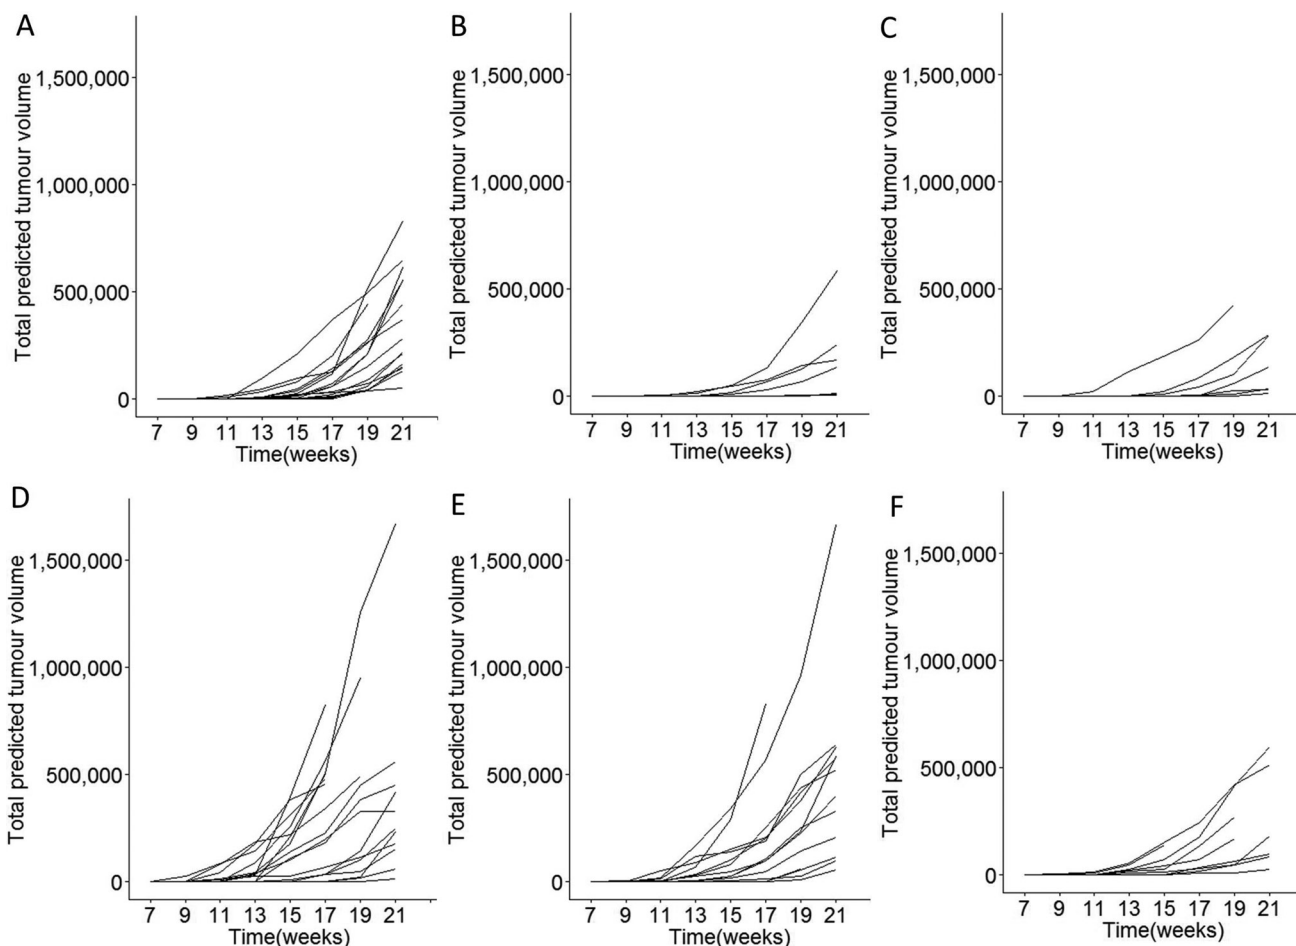 A
Total predicted tumour volume
1,500,000
1,000,000
500,000
0
7 9 11 13 15 17 19 21
Time(weeks)
B
Total predicted tumour volume
1,500,000
1,000,000
500,000
0
7 9 11 13 15 17 19 21
Time(weeks)
C
Total predicted tumour volume
1,500,000
1,000,000
500,000
0
7 9 11 13 15 17 19 21
Time(weeks)
D
Total predicted tumour volume
1,500,000
1,000,000
500,000
0
7 9 11 13 15 17 19 21
Time(weeks)
E
Total predicted tumour volume
1,500,000
1,000,000
500,000
0
7 9 11 13 15 17 19 21
Time(weeks)
F
Total predicted tumour volume
1,500,000
1,000,000
500,000
0
7 9 11 13 15 17 19 21
Time(weeks)